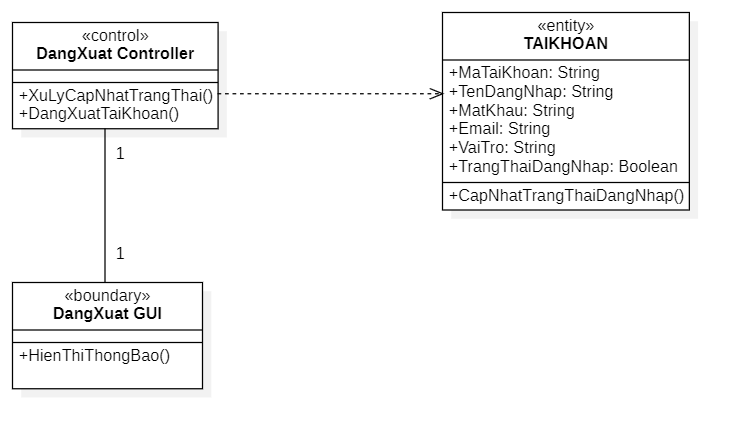 «control»
DangXuat Controller
+XuLyCapNhatTrangThai()
+DangXuatTaiKhoan()
«entity»
TAIKHOAN
+MaTaiKhoan: String
+TenDangNhap: String
+MatKhau: String
+Email: String
+VaiTro: String
+TrangThaiDangNhap: Boolean
+CapNhatTrangThaiDangNhap()
1
1
«boundary»
DangXuat GUI
+HienThiThongBao()